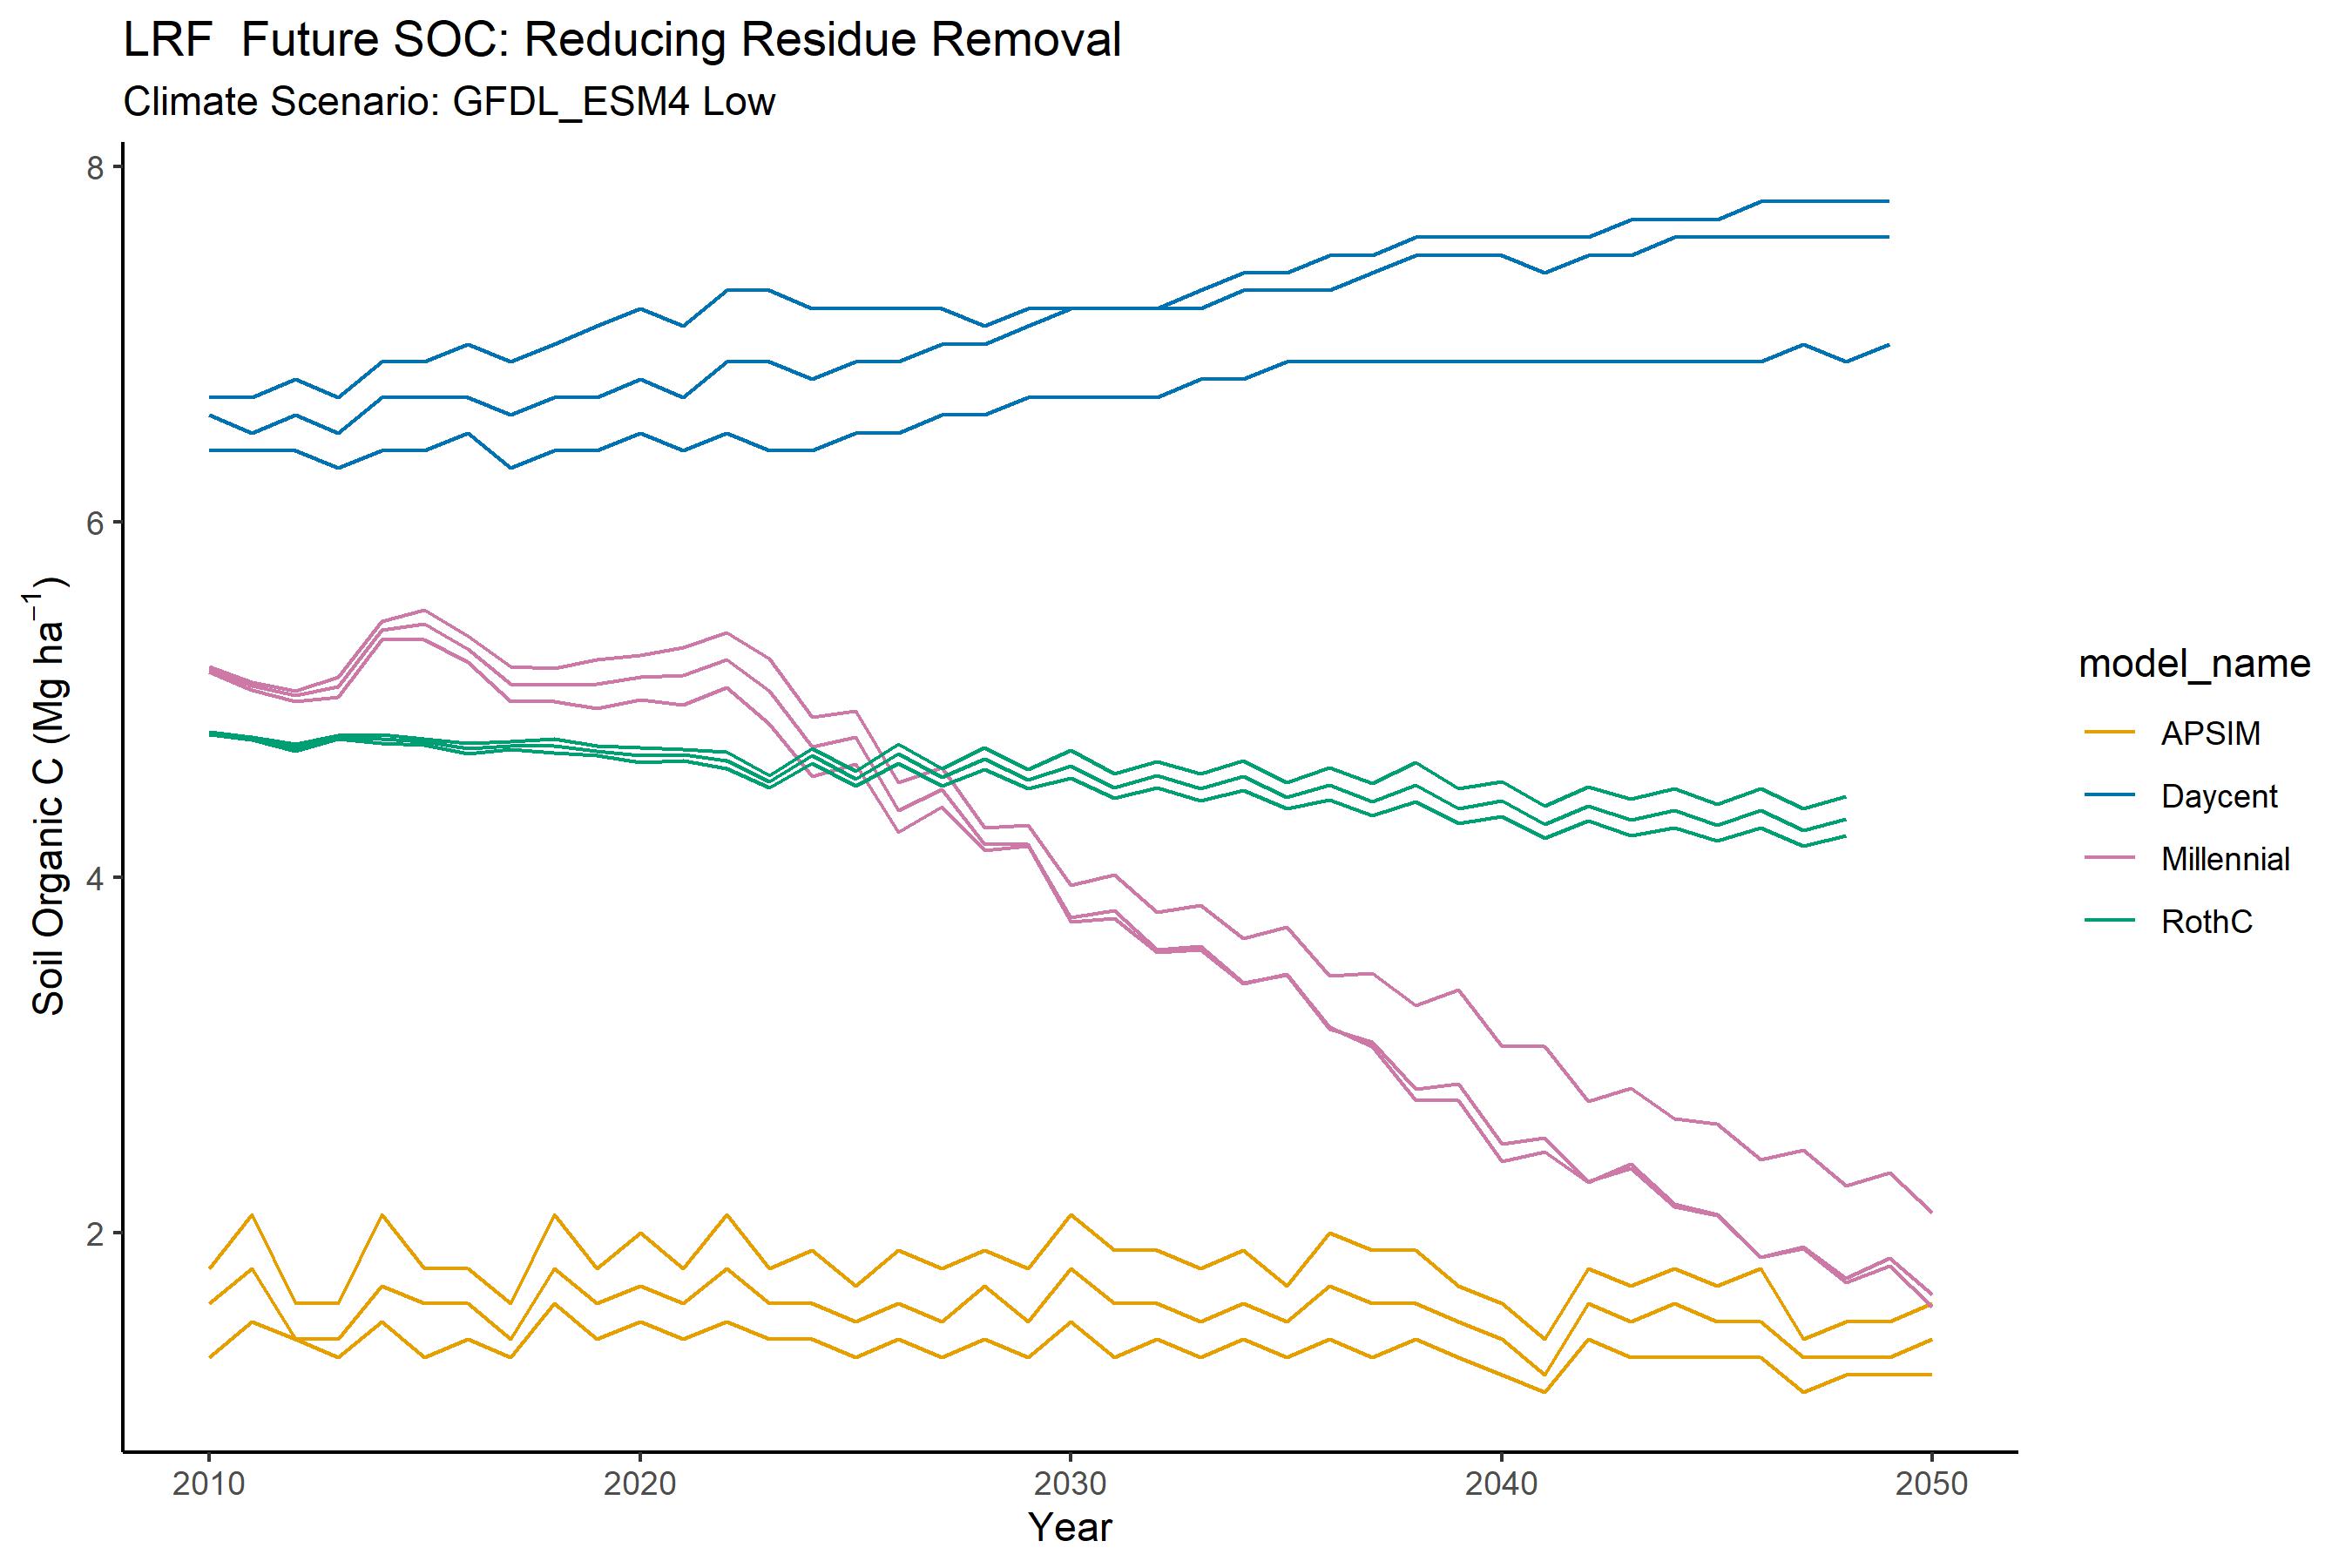 LRF  Future SOC: Reducing Residue Removal
Climate Scenario: GFDL_ESM4 Low
Soil Organic C (Mg ha⁻¹)
8
6
4
2
2010
2020
2030
2040
2050
Year
model_name
APSIM
Daycent
Millennial
RothC